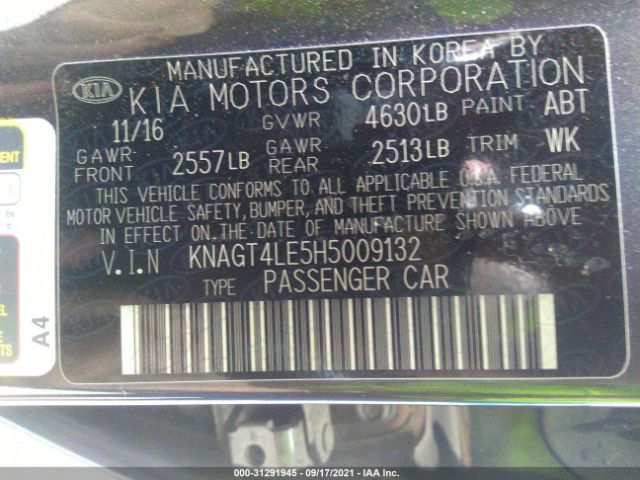 MANUFACTURED IN KOREA BY
KIA KIA MOTORS CORPORATION
11/16 GVWR 4630LB PAINT ABT
GAWR FRONT 2557LB GAWR REAR 2513LB TRIM WK
THIS VEHICLE CONFORMS TO ALL APPLICABLE U.S.A. FEDERAL
MOTOR VEHICLE SAFETY, BUMPER, AND THEFT PREVENTION STANDARDS
IN EFFECT ON THE DATE OF MANUFACTURE SHOWN ABOVE
V.I.N KNAGT4LE5H5009132
TYPE PASSENGER CAR
A4
000-31291945 - 09/17/2021 - IAA Inc.